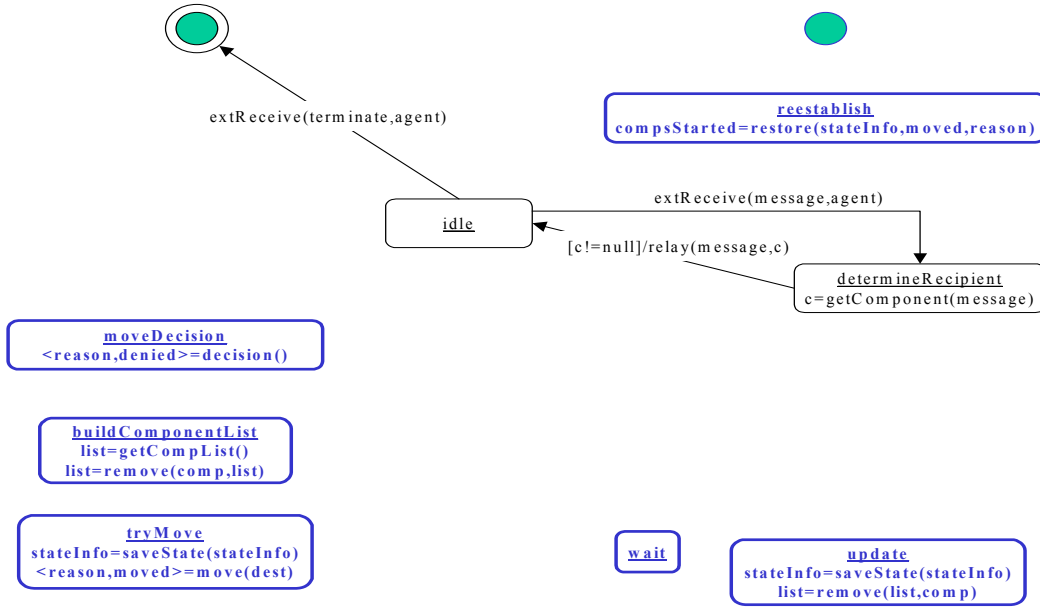 extReceive(terminate,agent)
reestablish
compsStarted=restore(stateInfo,moved,reason)
extReceive(message,agent)
idle
[c!=null]/relay(message,c)
determineRecipient
c=getComponent(message)
moveDecision
<reason,denied>=decision()
buildComponentList
list=getCompList()
list=remove(comp,list)
tryMove
stateInfo=saveState(stateInfo)
<reason,moved>=move(dest)
wait
update
stateInfo=saveState(stateInfo)
list=remove(list,comp)